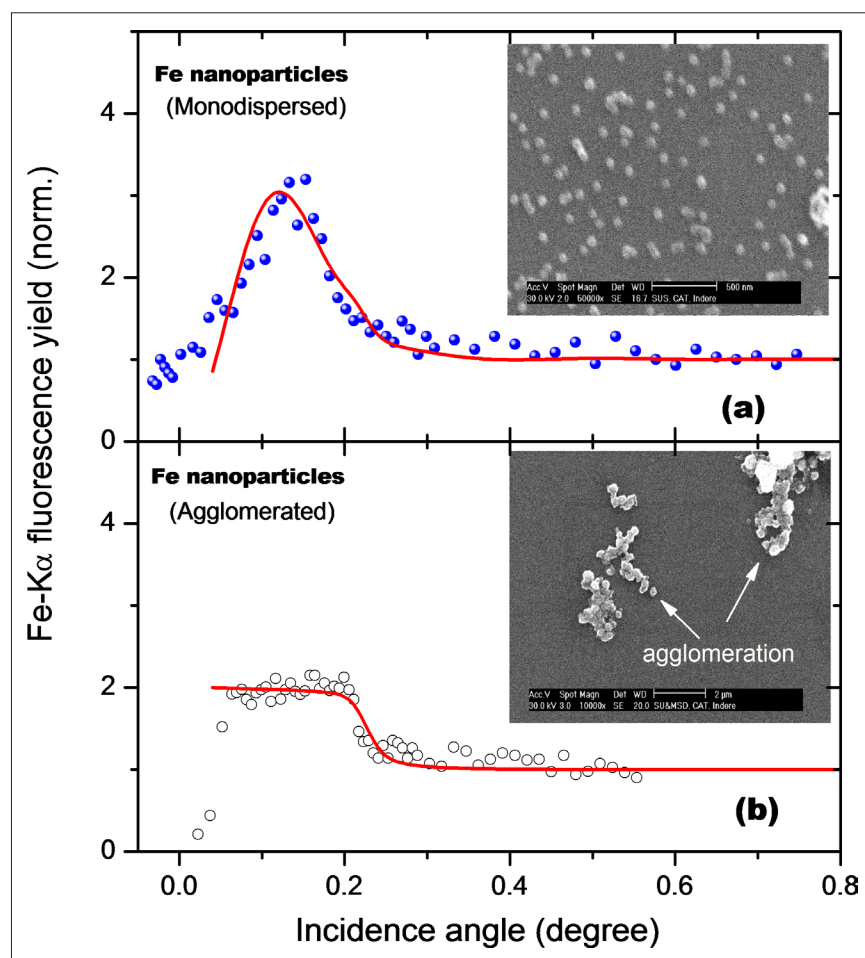 Fe nanoparticles
(Monodispersed)
Acc.V Spot Magn Det WD 500 nm
30.0 kV 2.0 50000x SE 16.7 SUS, CAT, Indore
(a)
4
2
0
Fe nanoparticles
(Agglomerated)
agglomeration
Acc.V Spot Magn Det WD 2 µm
30.0 kV 3.0 10000x SE 20.0 SU&MSD, CAT, Indore
(b)
4
2
0
0.0 0.2 0.4 0.6 0.8
Incidence angle (degree)
Fe-Kα fluorescence yield (norm.)